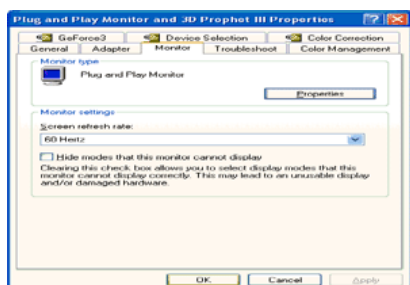 Plug and Play Monitor and 3D Prophet III Properties
GeForce3 Device Selection Color Correction
General Adapter Monitor Troubleshoot Color Management
Monitor type
Plug and Play Monitor
Properties
Monitor settings
Screen refresh rate:
60 Hertz
Hide modes that this monitor cannot display
Clearing this check box allows you to select display modes that this
monitor cannot display correctly. This may lead to an unusable display
and/or damaged hardware.
OK Cancel Apply